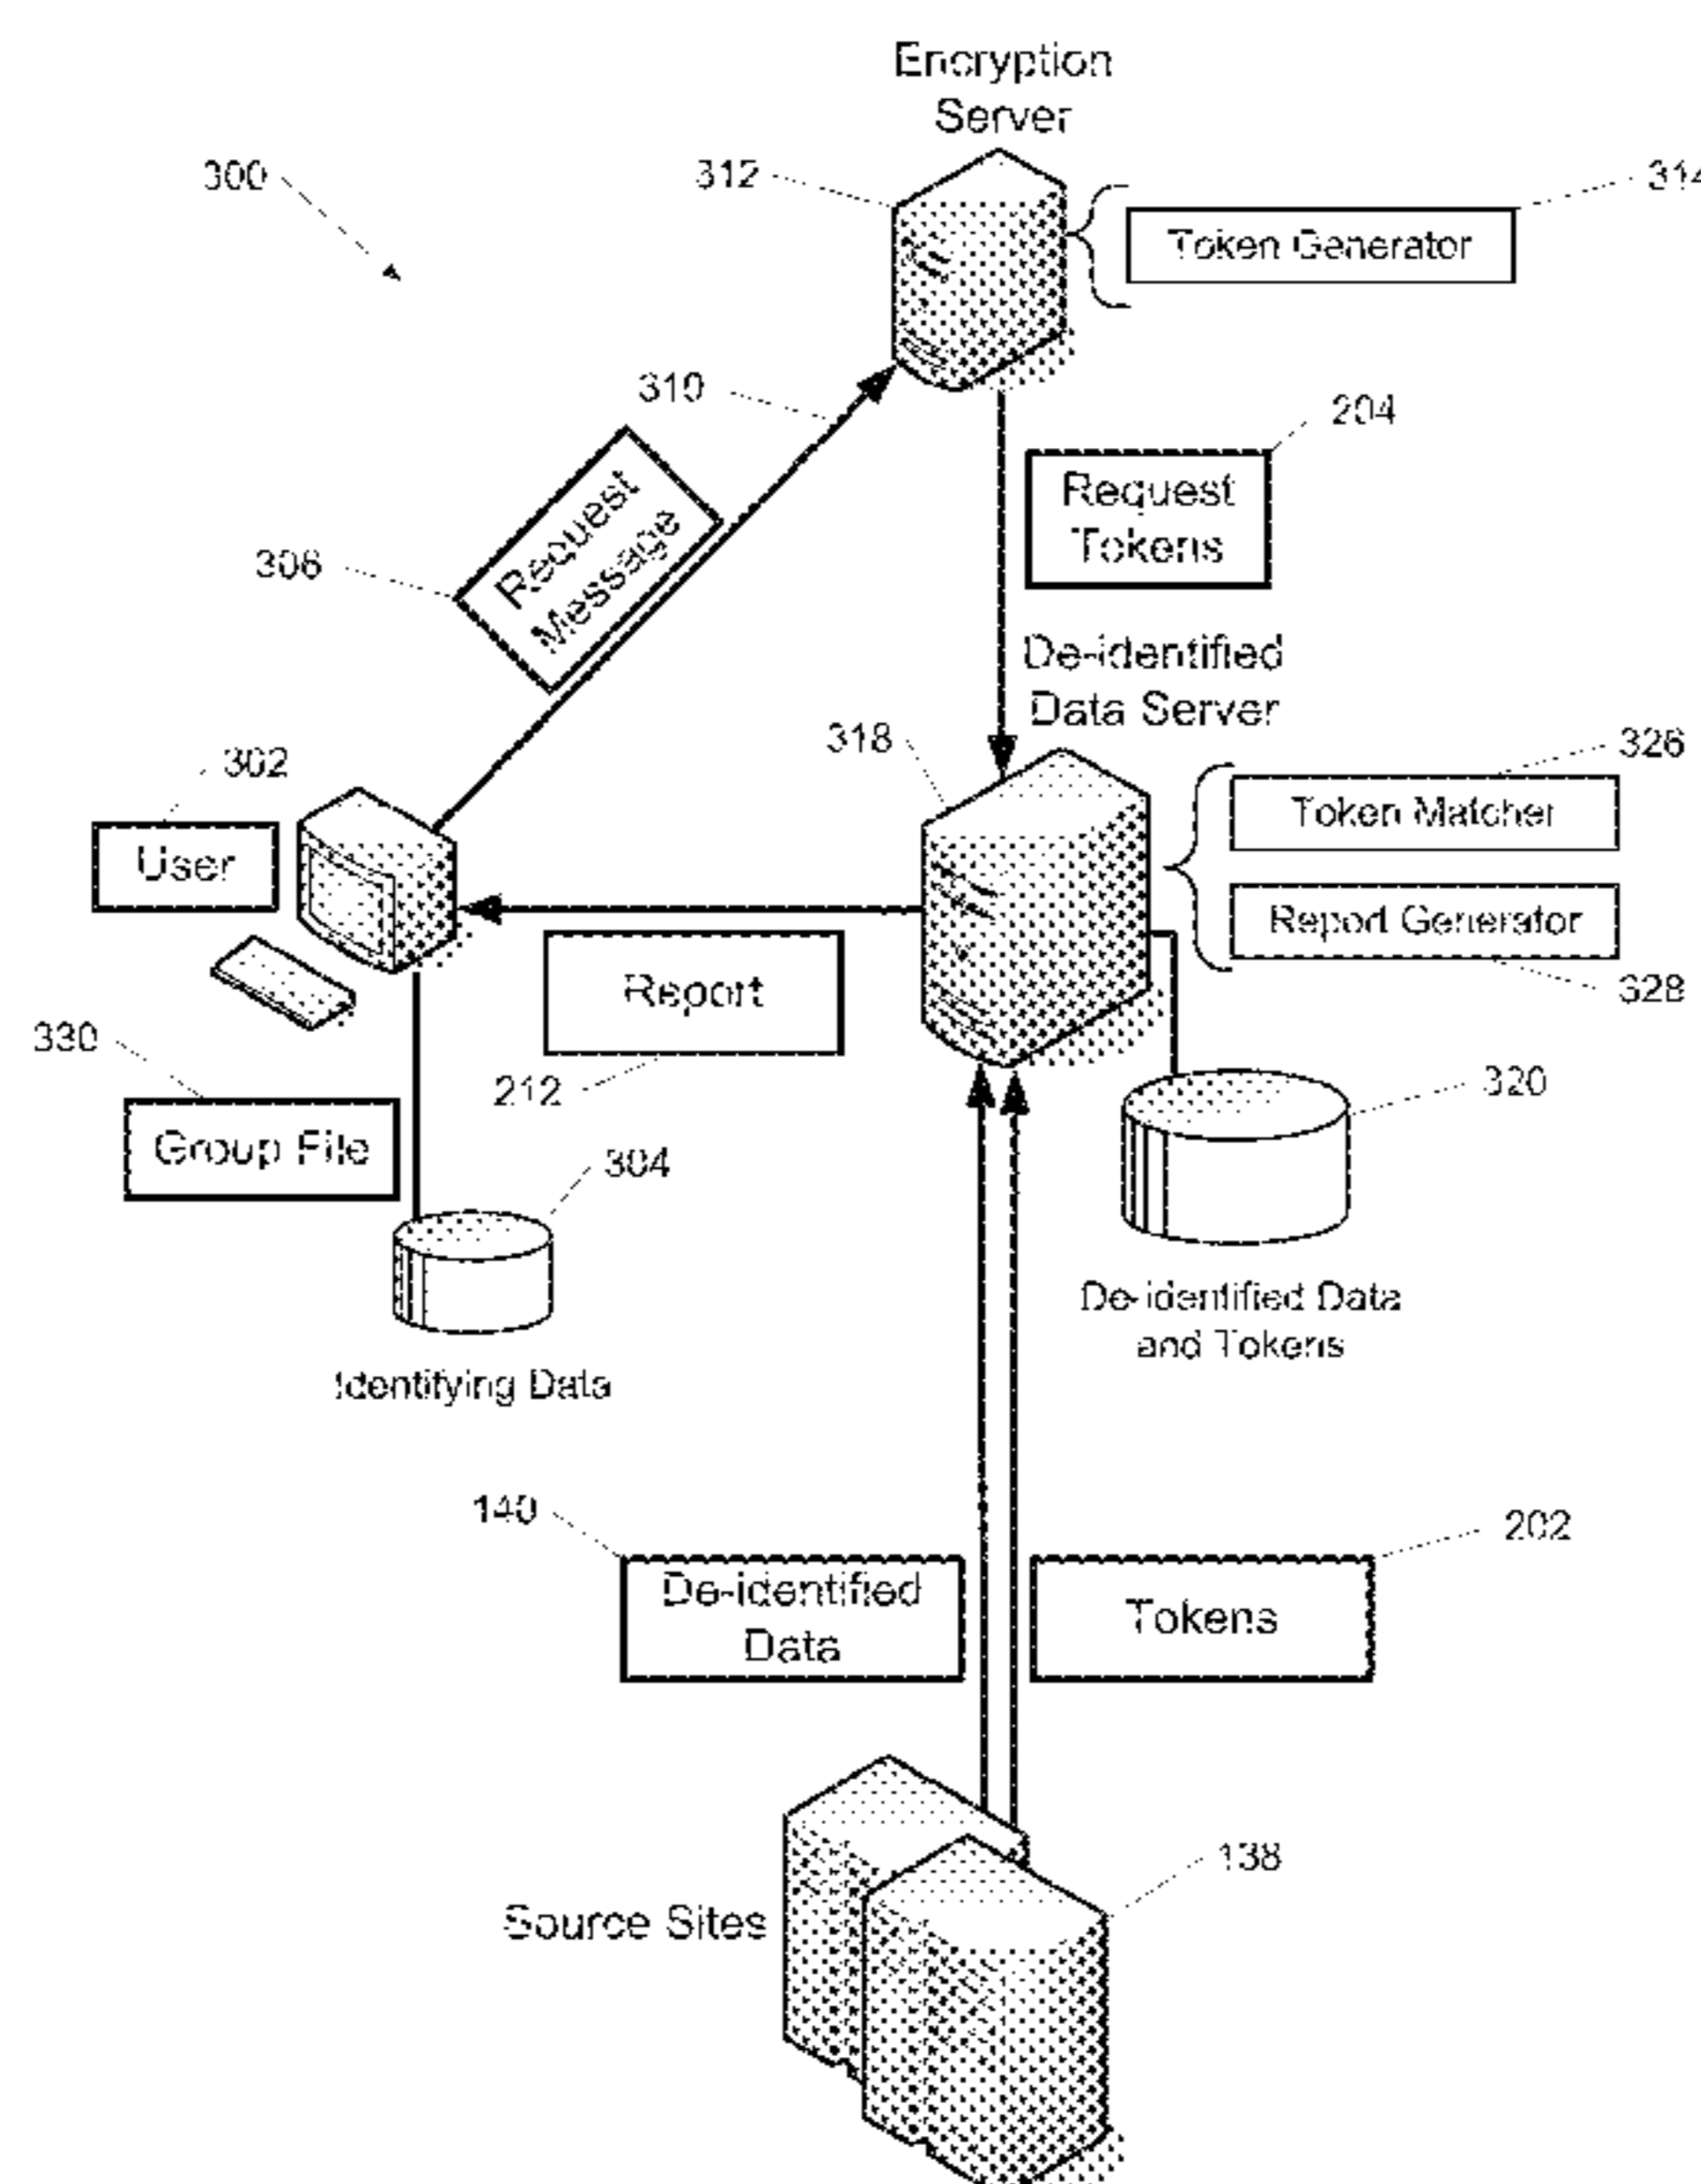 Encryption
Server
300
312
314
Token Generator
310
204
Request
Tokens
Request
Message
306
De-identified
Data Server
318
302
326
User
Token Matcher
Report Generator
328
Report
330
212
320
Group File
304
De-identified Data
and Tokens
Identifying Data
140
202
De-identified
Data
Tokens
138
Source Sites